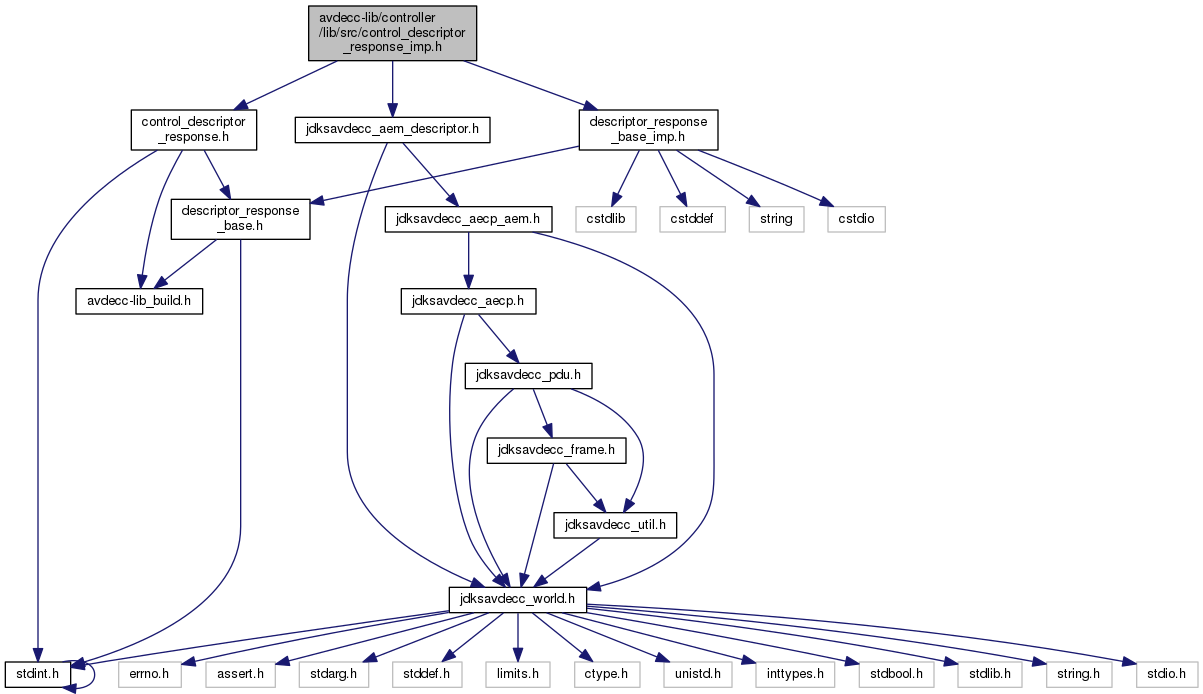 avdecc-lib/controller
/lib/src/control_descriptor
_response_imp.h
control_descriptor
_response.h
jdksavdecc_aem_descriptor.h
descriptor_response
_base_imp.h
descriptor_response
_base.h
jdksavdecc_aecp_aem.h
cstdlib
cstddef
string
cstdio
avdecc-lib_build.h
jdksavdecc_aecp.h
jdksavdecc_pdu.h
jdksavdecc_frame.h
jdksavdecc_util.h
jdksavdecc_world.h
stdint.h
errno.h
assert.h
stdarg.h
stddef.h
limits.h
ctype.h
unistd.h
inttypes.h
stdbool.h
stdlib.h
string.h
stdio.h